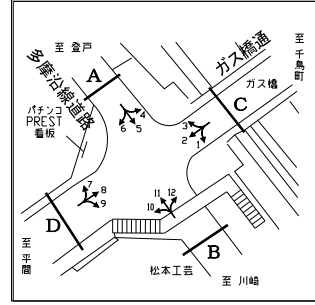 至 登戸
多摩沿線道路
A
ガス橋通
至 千鳥町
ガス橋
C
パチンコ
PREST
看板
4
5
6
3
2
1
7
8
9
11 12
10
D
B
至 平間
松本工芸
至 川崎